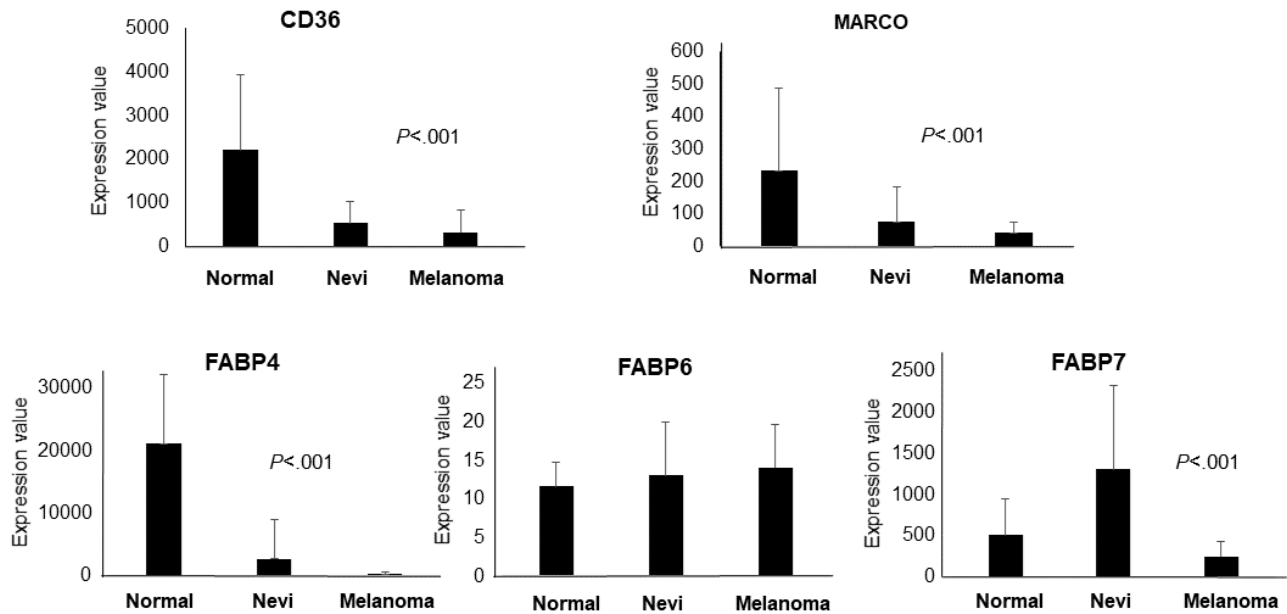 CD36
Expression value
5000
4000
3000
2000
1000
0
P<.001
Normal Nevi Melanoma
MARCO
Expression value
600
500
400
300
200
100
0
P<.001
Normal Nevi Melanoma
FABP4
Expression value
30000
20000
10000
0
P<.001
Normal Nevi Melanoma
FABP6
Expression value
25
20
15
10
5
0
Normal Nevi Melanoma
FABP7
Expression value
2500
2000
1500
1000
500
0
P<.001
Normal Nevi Melanoma